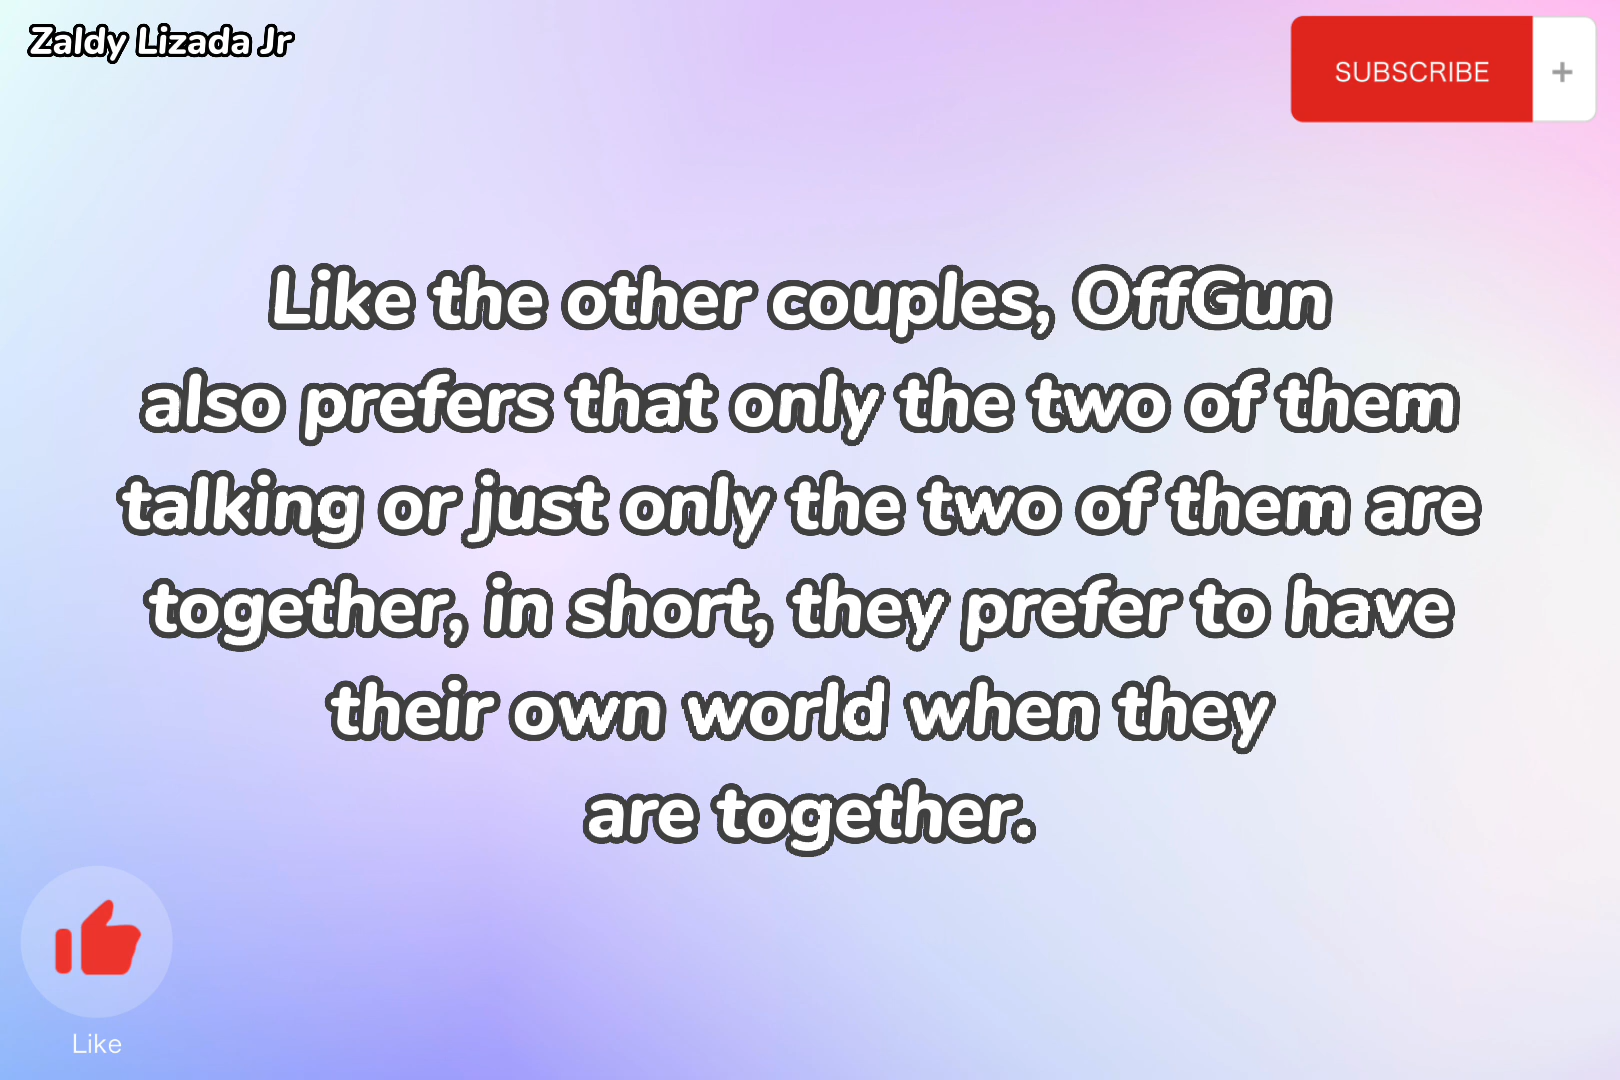 Zaldy Lizada Jr
SUBSCRIBE +
Like the other couples, OffGun
also prefers that only the two of them
talking or just only the two of them are
together, in short, they prefer to have
their own world when they
are together.
Like